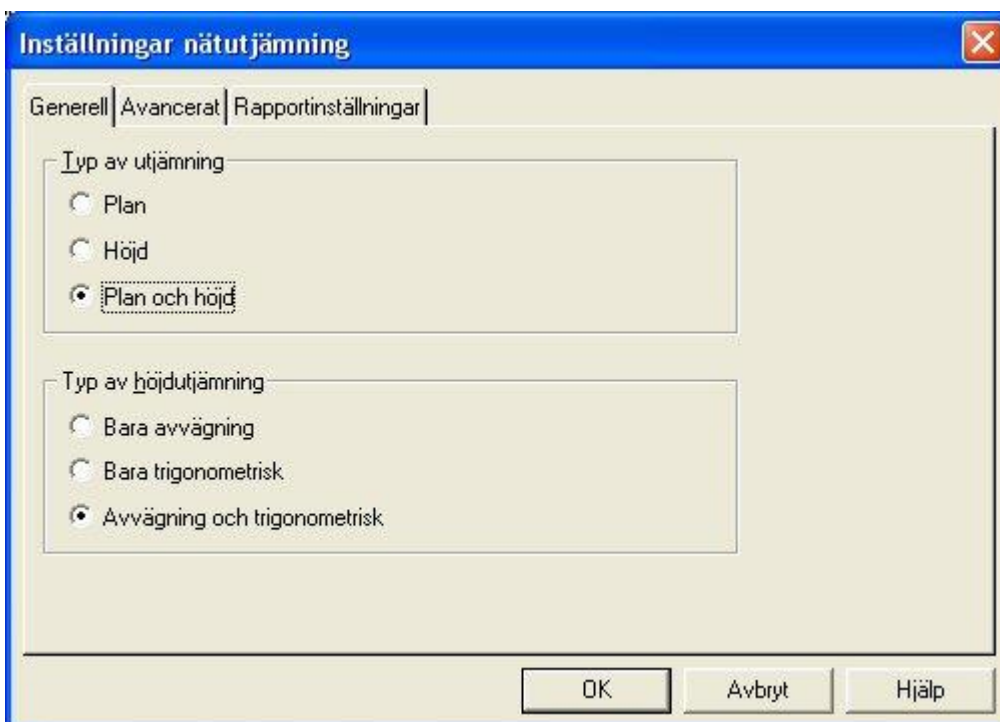 Inställningar nätutjämning
Generell Avancerat Rapportinställningar
Typ av utjämning
Plan
Höjd
Plan och höjd
Typ av höjdutjämning
Bara avvägning
Bara trigonometrisk
Avvägning och trigonometrisk
OK Avbryt Hjälp